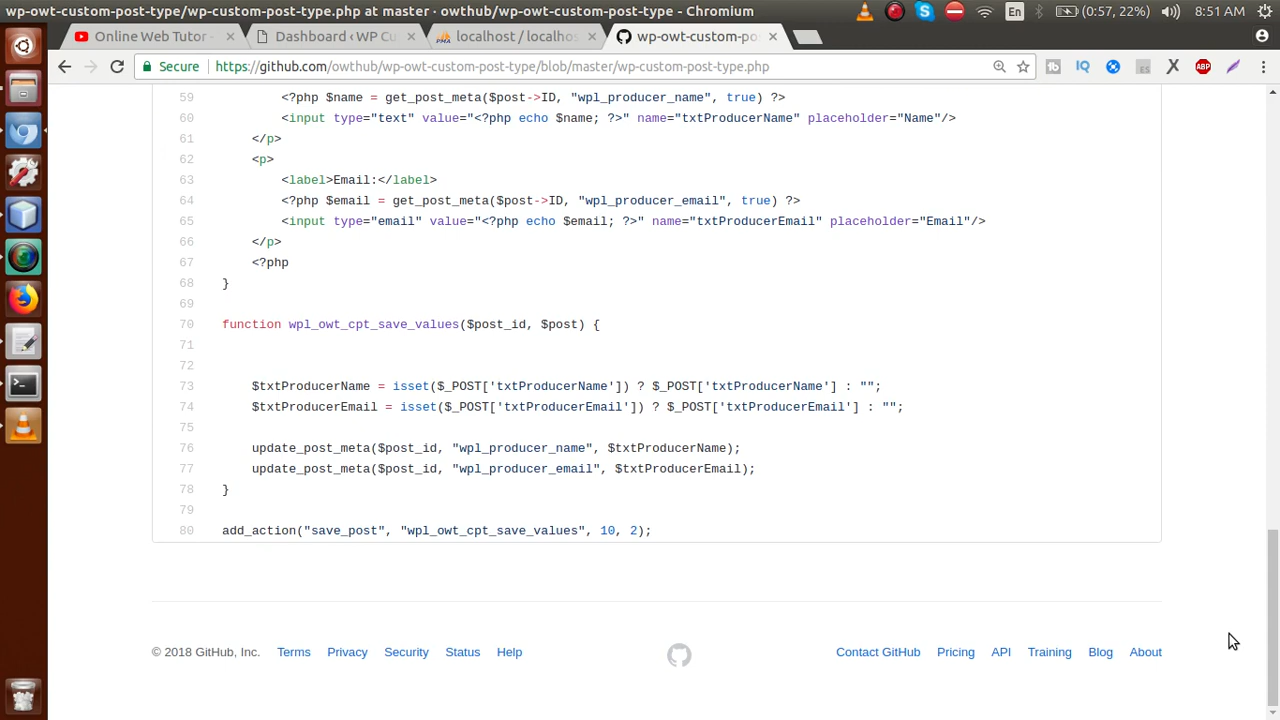 wp-owt-custom-post-type/wp-custom-post-type.php at master · owthub/wp-owt-custom-post-type - Chromium
En
(0:57, 22%)
8:51 AM
Online Web Tutor -
Dashboard ‹ WP Cu
localhost / localhos
wp-owt-custom-po
Secure
https://github.com/owthub/wp-owt-custom-post-type/blob/master/wp-custom-post-type.php
59 <?php $name = get_post_meta($post->ID, "wpl_producer_name", true) ?>
60 <input type="text" value="<?php echo $name; ?>" name="txtProducerName" placeholder="Name"/>
61 </p>
62 <p>
63 <label>Email:</label>
64 <?php $email = get_post_meta($post->ID, "wpl_producer_email", true) ?>
65 <input type="email" value="<?php echo $email; ?>" name="txtProducerEmail" placeholder="Email"/>
66 </p>
67 <?php
68 }
69
70 function wpl_owt_cpt_save_values($post_id, $post) {
71
72
73 $txtProducerName = isset($_POST['txtProducerName']) ? $_POST['txtProducerName'] : "";
74 $txtProducerEmail = isset($_POST['txtProducerEmail']) ? $_POST['txtProducerEmail'] : "";
75
76 update_post_meta($post_id, "wpl_producer_name", $txtProducerName);
77 update_post_meta($post_id, "wpl_producer_email", $txtProducerEmail);
78 }
79
80 add_action("save_post", "wpl_owt_cpt_save_values", 10, 2);
© 2018 GitHub, Inc. Terms Privacy Security Status Help
Contact GitHub Pricing API Training Blog About